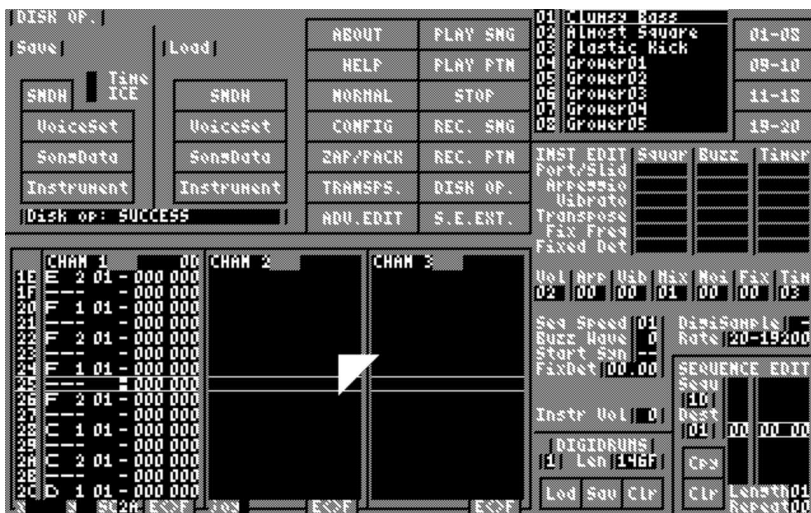 DISK OP.
Save
Load
Time
ICE
SNDH
SNDH
VoiceSet
VoiceSet
SongData
SongData
Instrument
Instrument
Disk op: SUCCESS
ABOUT PLAY SNG
HELP PLAY PTN
NORMAL STOP
CONFIG REC. SNG
ZAP/PACK REC. PTN
TRANSPS. DISK OP.
ADV.EDIT S.E.EXT.
01 Clumsy Bass
02 Almost Square
03 Plastic Kick
04 Grower01
05 Grower02
06 Grower03
07 Grower04
08 Grower05
01-08
09-10
11-18
19-20
INST EDIT Squar Buzz Timer
Port/Slid
Arpeggio
Vibrato
Transpose
Fix Freq
Fixed Det
Vol Arp Vib Mix Noi Fix Tim
02 00 00 01 00 00 03
Seq Speed 01
Buzz Wave 0
Start Syn --
FixDet 00.00
DigiSample -
Rate 20-19200
Instr Vol 0
DIGIDRUMS
1 Len 146F
Lod Sav Clr
SEQUENCE EDIT
Sequ
1D
Dest
01 00 00 00
Cpy
Clr
Length01
Repeat00
CHAN 1 0D CHAN 2 CHAN 3
1E E 2 01 - 000 000
1F --- - 000 000
20 F 1 01 - 000 000
21 --- - 000 000
22 F 2 01 - 000 000
23 --- - 000 000
24 F 1 01 - 000 000
25 --- - 000 000
26 F 2 01 - 000 000
27 --- - 000 000
28 C 1 01 - 000 000
29 --- - 000 000
2A C 2 01 - 000 000
2B --- - 000 000
2C D 1 01 - 000 000
E<>F E<>F E<>F